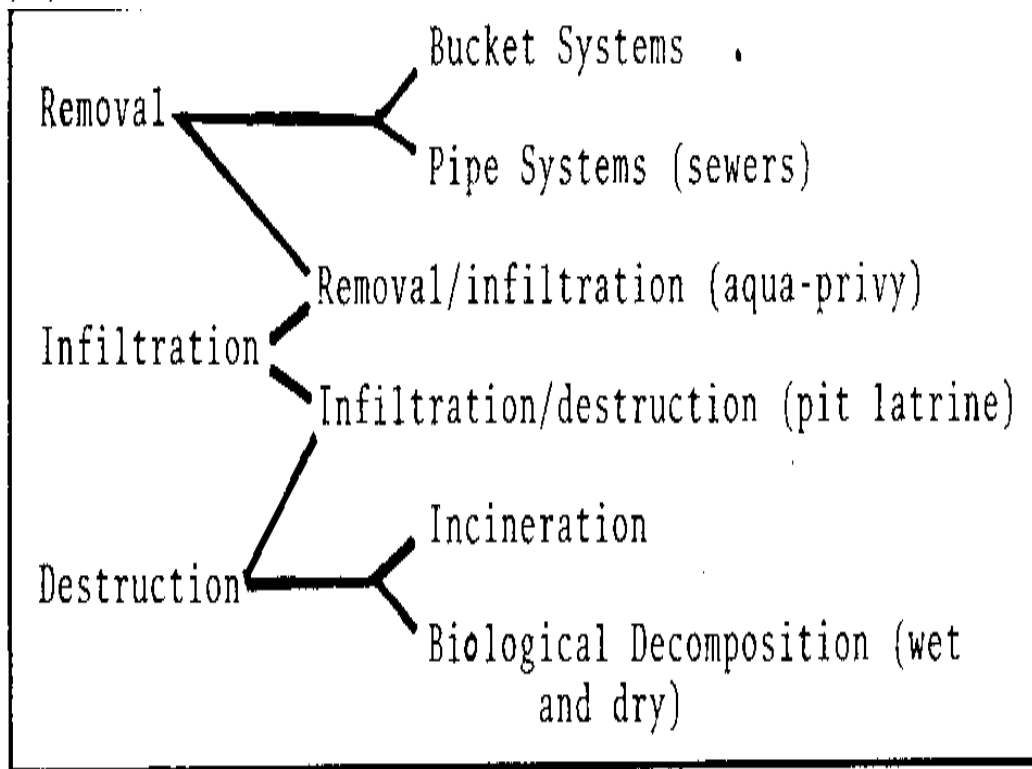 Bucket Systems
Removal
Pipe Systems (sewers)
Removal/infiltration (aqua-privy)
Infiltration
Infiltration/destruction (pit latrine)
Incineration
Destruction
Biological Decomposition (wet
and dry)